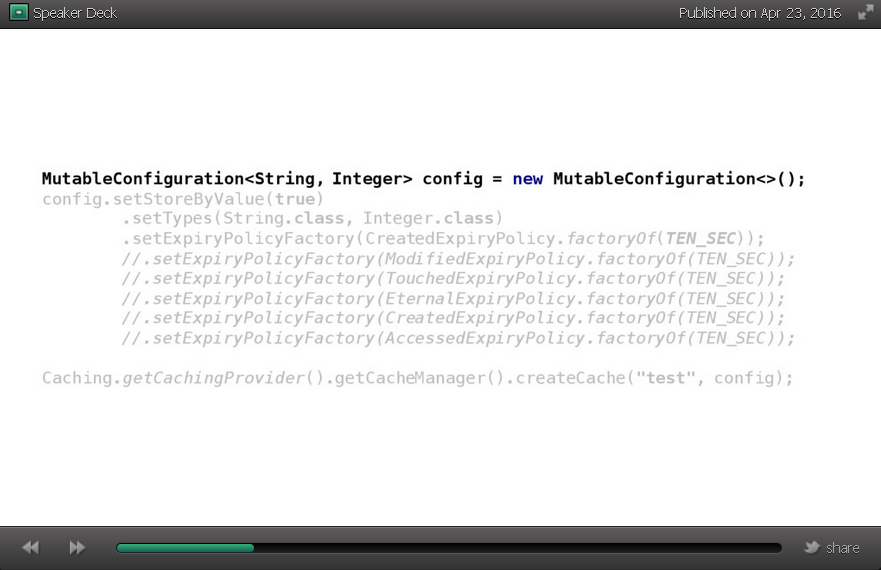 Speaker Deck
Published on Apr 23, 2016
MutableConfiguration<String, Integer> config = new MutableConfiguration<>();
config.setStoreByValue(true)
        .setTypes(String.class, Integer.class)
        .setExpiryPolicyFactory(CreatedExpiryPolicy.factoryOf(TEN_SEC));
        //.setExpiryPolicyFactory(ModifiedExpiryPolicy.factoryOf(TEN_SEC));
        //.setExpiryPolicyFactory(TouchedExpiryPolicy.factoryOf(TEN_SEC));
        //.setExpiryPolicyFactory(EternalExpiryPolicy.factoryOf(TEN_SEC));
        //.setExpiryPolicyFactory(CreatedExpiryPolicy.factoryOf(TEN_SEC));
        //.setExpiryPolicyFactory(AccessedExpiryPolicy.factoryOf(TEN_SEC));
Caching.getCachingProvider().getCacheManager().createCache("test", config);
share